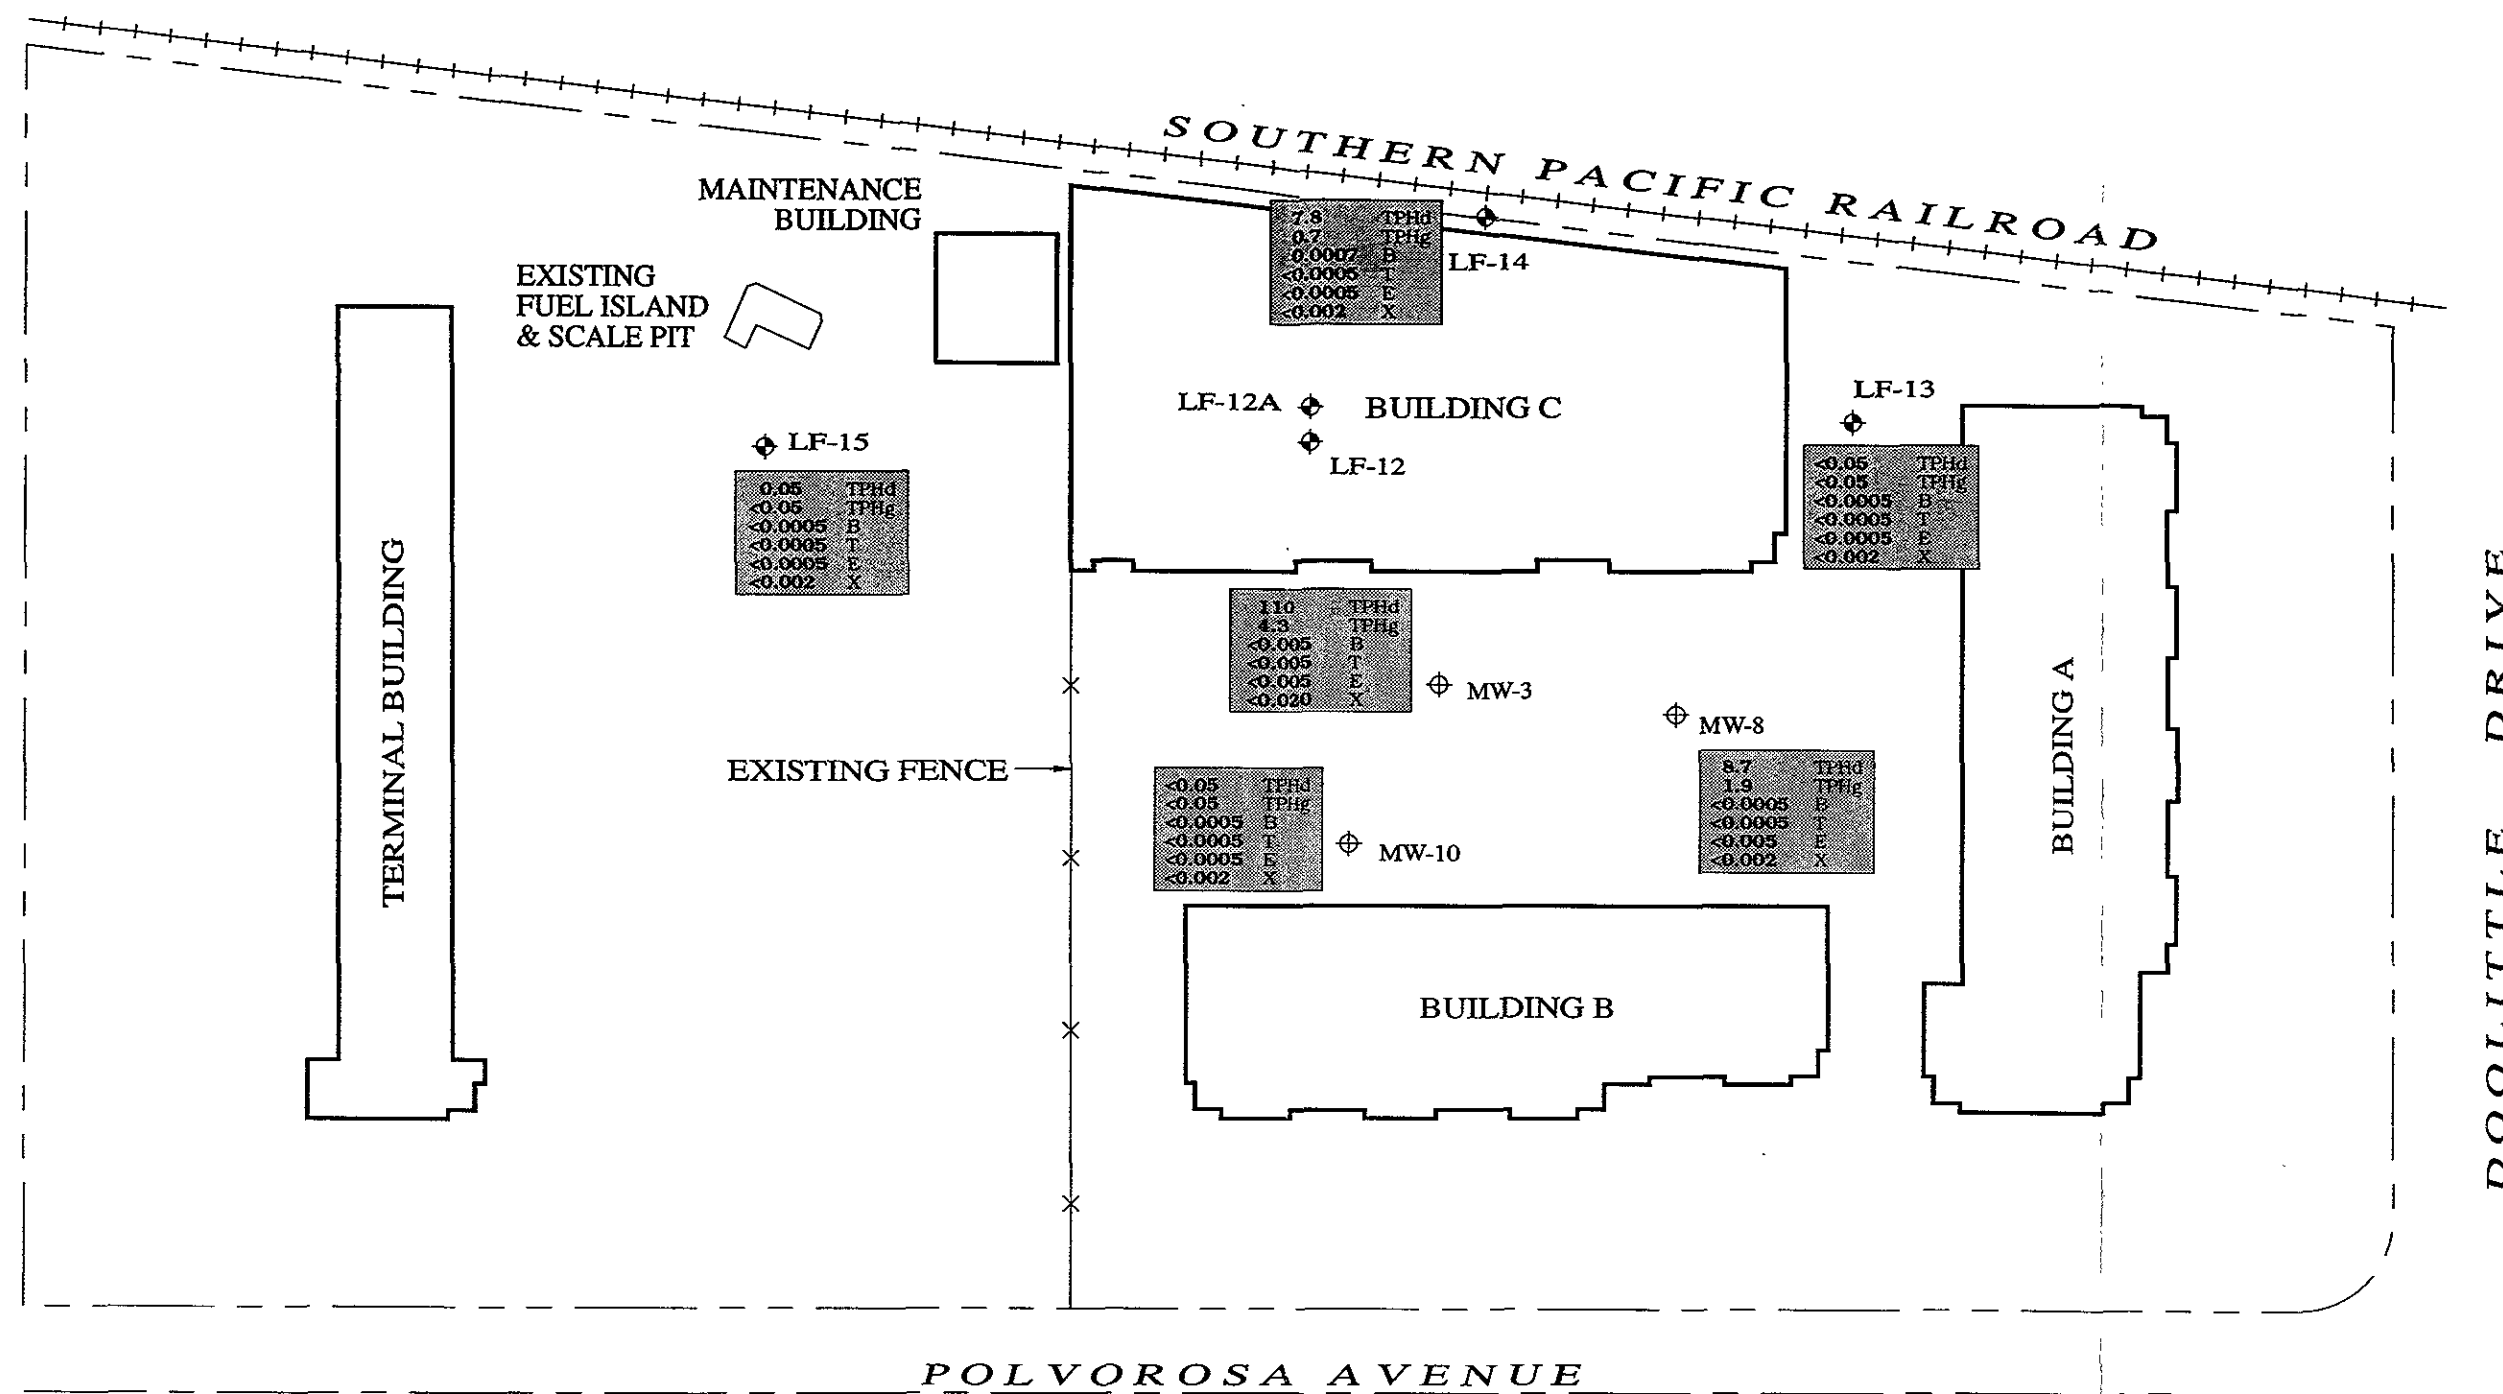 SOUTHERN PACIFIC RAILROAD
MAINTENANCE
BUILDING
EXISTING
FUEL ISLAND
& SCALE PIT
7.8 TPHd
0.7 TPHg
0.0007 B
<0.0005 T
<0.0005 E
<0.002 X
LF-14
LF-12A
BUILDING C
LF-12
LF-13
<0.05 TPHd
<0.05 TPHg
<0.0005 B
<0.0005 T
<0.0005 E
<0.002 X
LF-15
0.05 TPHd
<0.05 TPHg
<0.0005 B
<0.0005 T
<0.0005 E
<0.002 X
TERMINAL BUILDING
110 TPHd
4.3 TPHg
<0.005 B
<0.005 T
<0.005 E
<0.020 X
MW-3
MW-8
8.7 TPHd
1.9 TPHg
<0.0005 B
<0.0005 T
<0.005 E
<0.002 X
EXISTING FENCE
<0.05 TPHd
<0.05 TPHg
<0.0005 B
<0.0005 T
<0.0005 E
<0.002 X
MW-10
BUILDING A
BUILDING B
DOOLITTLE DRIVE
POLVOROSA AVENUE